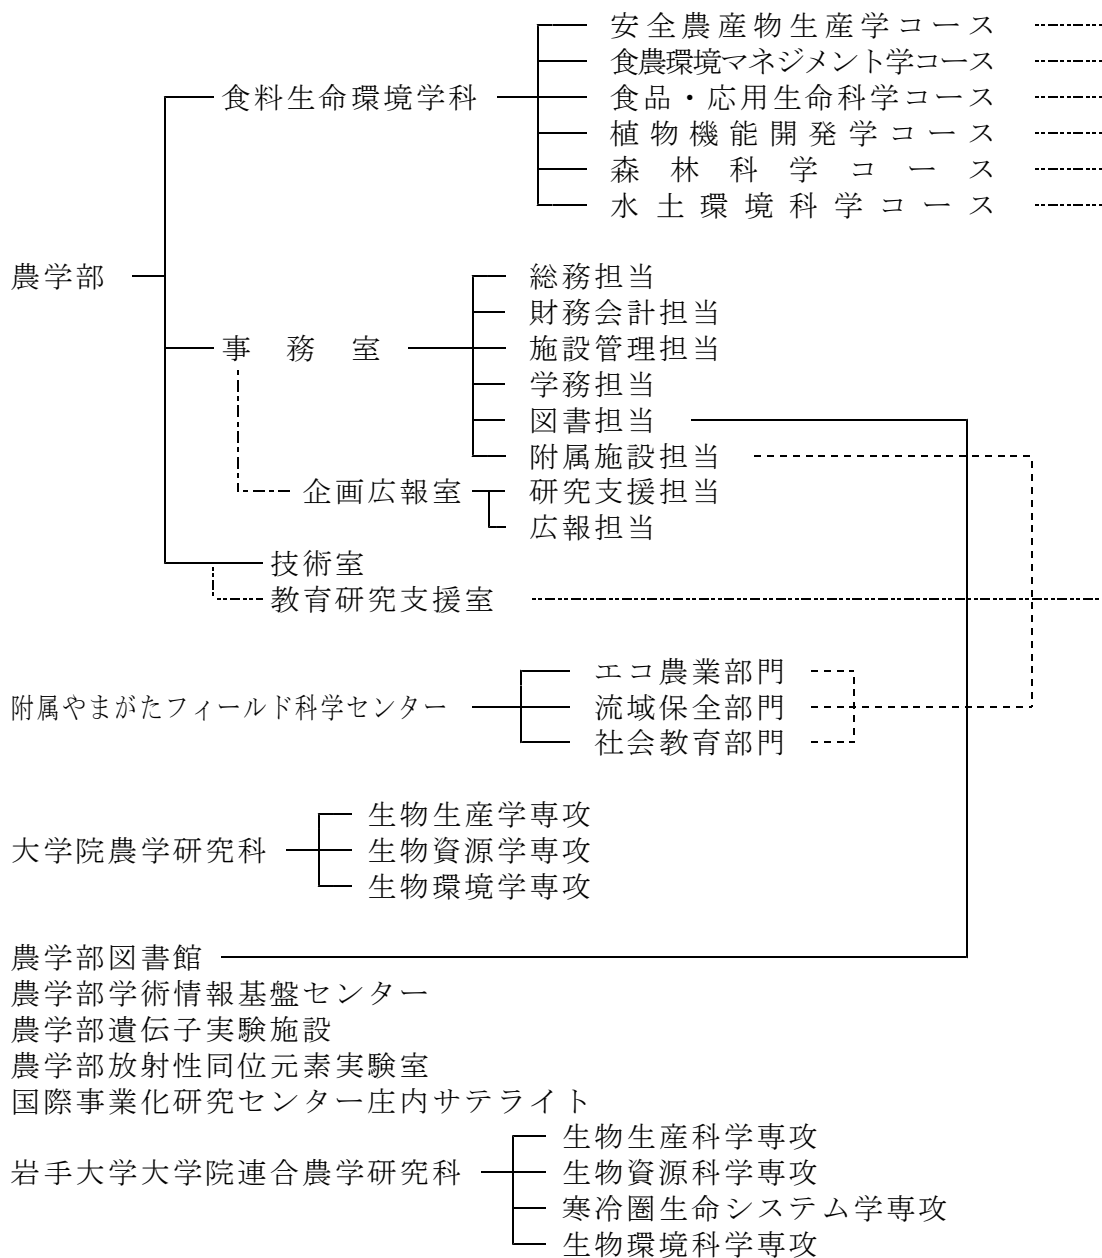 安全農産物生産学コース
食農環境マネジメント学コース
食料生命環境学科 食品・応用生命科学コース
植物機能開発学コース
森林科学コース
水土環境科学コース
農学部 総務担当
財務会計担当
事務室 施設管理担当
学務担当
図書担当
附属施設担当
企画広報室 研究支援担当
広報担当
技術室
教育研究支援室
エコ農業部門
附属やまがたフィールド科学センター 流域保全部門
社会教育部門
生物生産学専攻
大学院農学研究科 生物資源学専攻
生物環境学専攻
農学部図書館
農学部学術情報基盤センター
農学部遺伝子実験施設
農学部放射性同位元素実験室
国際事業化研究センター庄内サテライト
生物生産科学専攻
岩手大学大学院連合農学研究科 生物資源科学専攻
寒冷圏生命システム学専攻
生物環境科学専攻